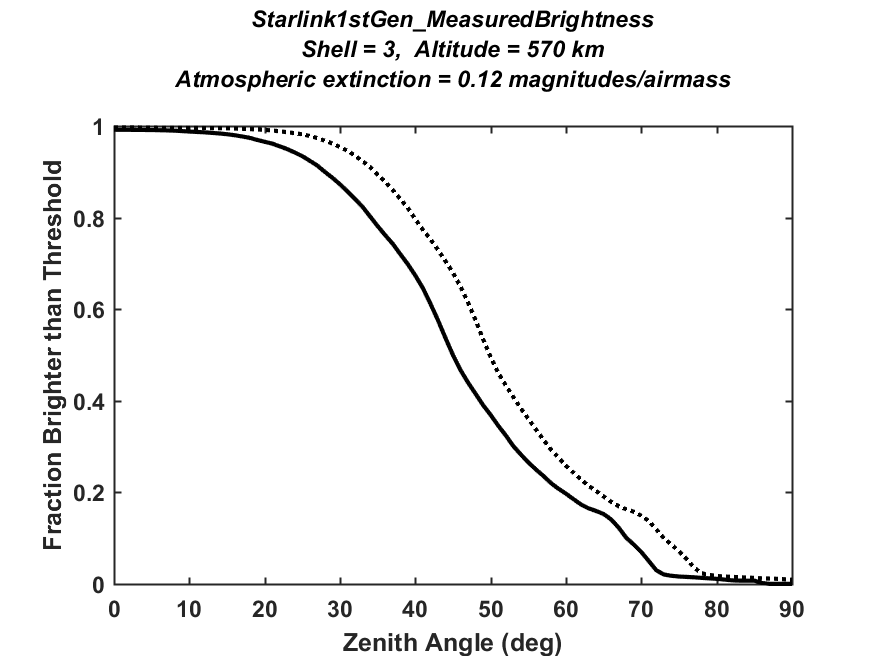 Starlink1stGen_MeasuredBrightness
Shell = 3,  Altitude = 570 km
Atmospheric extinction = 0.12 magnitudes/airmass
Fraction Brighter than Threshold
1
0.8
0.6
0.4
0.2
0
0 10 20 30 40 50 60 70 80 90
Zenith Angle (deg)